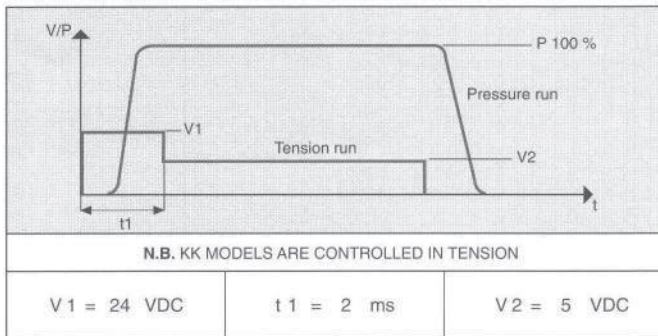 V/P
P 100 %
Pressure run
V1
Tension run
V2
t
t1
N.B. KK MODELS ARE CONTROLLED IN TENSION
V 1 = 24 VDC
t 1 = 2 ms
V 2 = 5 VDC